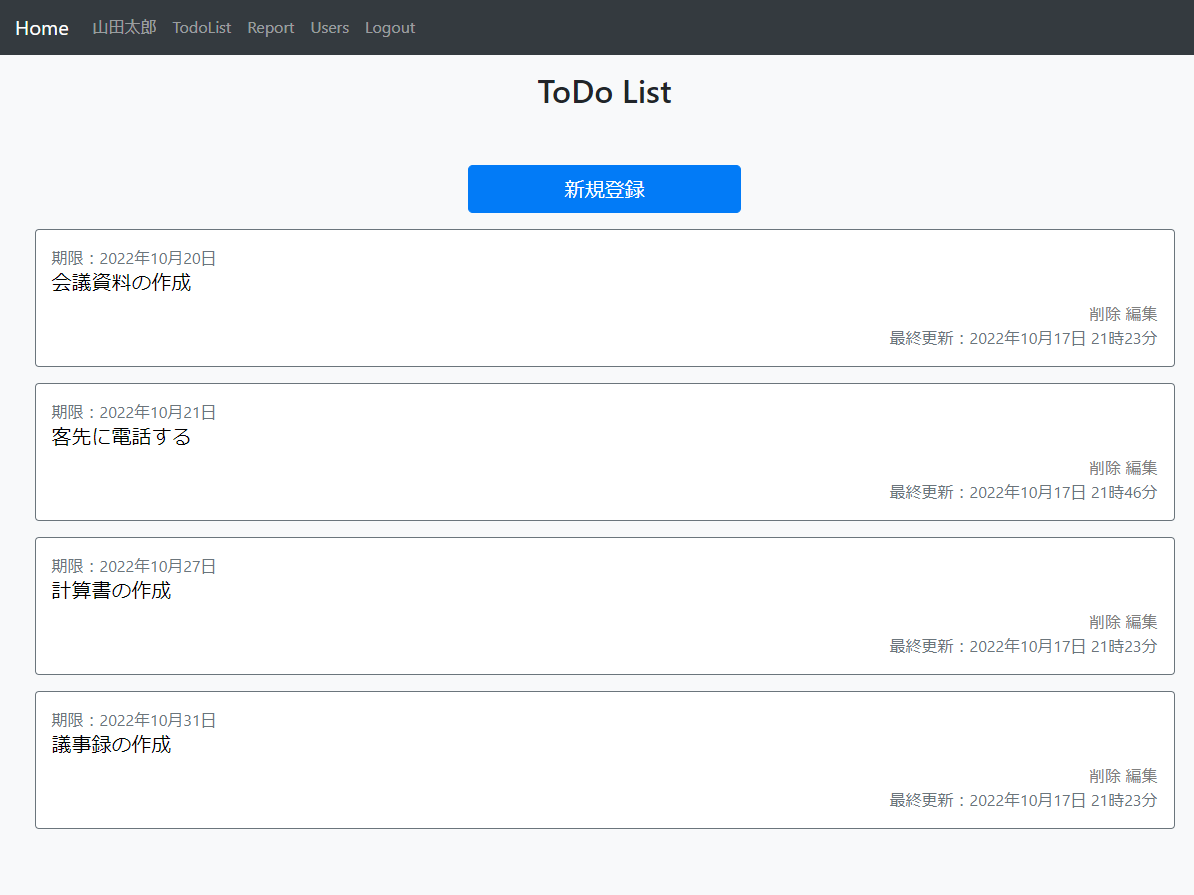 Home 山田太郎 TodoList Report Users Logout
ToDo List
新規登録
期限：2022年10月20日
会議資料の作成
削除 編集
最終更新：2022年10月17日 21時23分
期限：2022年10月21日
客先に電話する
削除 編集
最終更新：2022年10月17日 21時46分
期限：2022年10月27日
計算書の作成
削除 編集
最終更新：2022年10月17日 21時23分
期限：2022年10月31日
議事録の作成
削除 編集
最終更新：2022年10月17日 21時23分